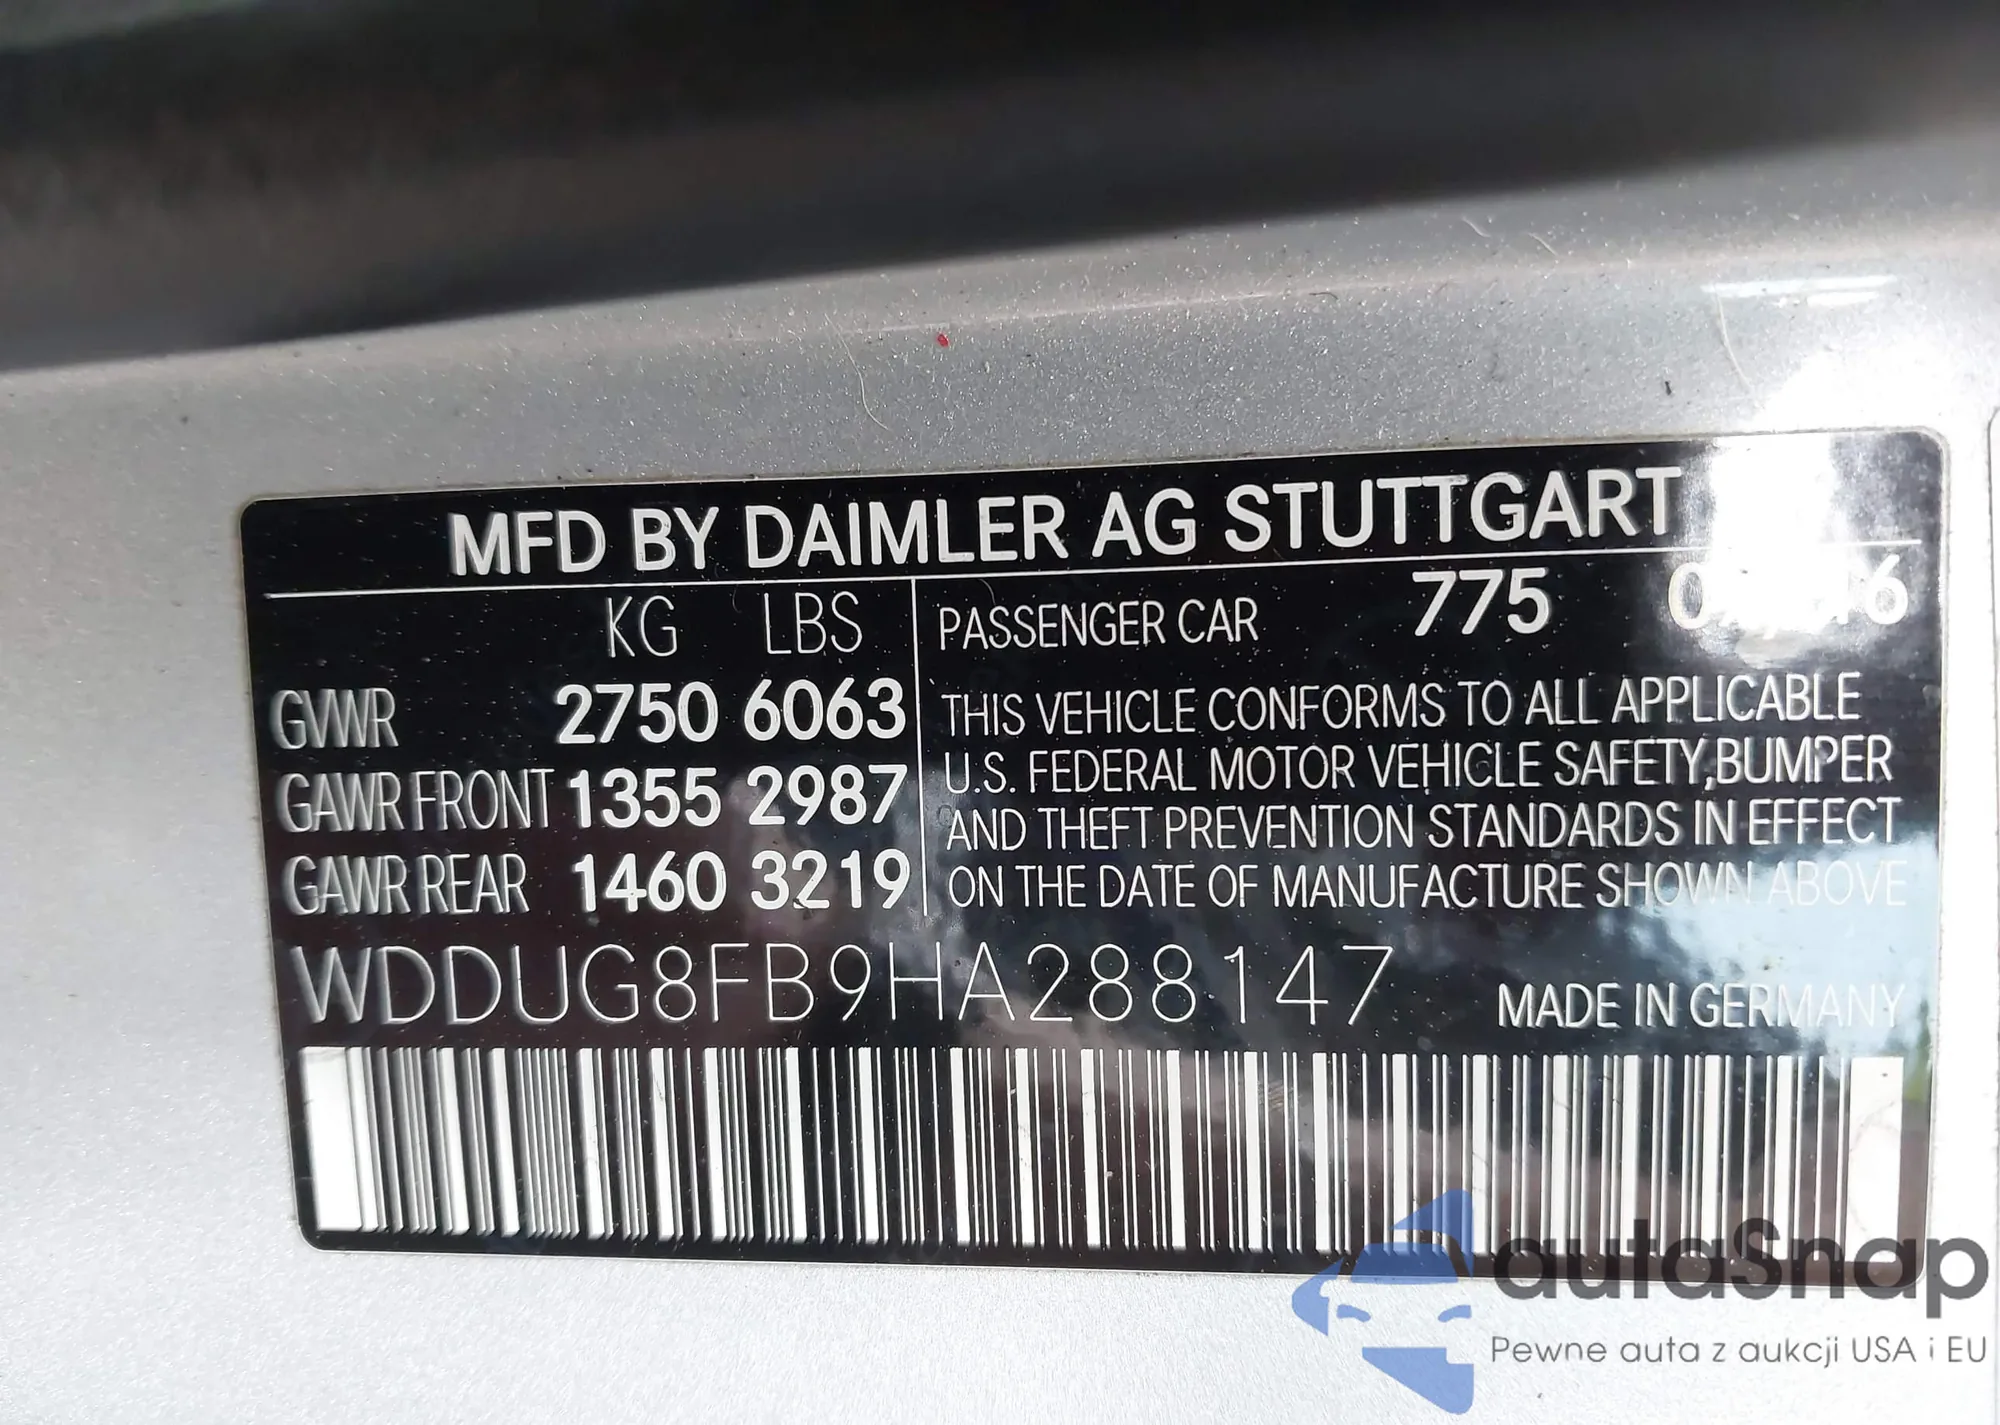 MFD BY DAIMLER AG STUTTGART
KG LBS
PASSENGER CAR 775
GVWR 2750 6063
GAWR FRONT 1355 2987
GAWR REAR 1460 3219
THIS VEHICLE CONFORMS TO ALL APPLICABLE
U.S. FEDERAL MOTOR VEHICLE SAFETY,BUMPER
AND THEFT PREVENTION STANDARDS IN EFFECT
ON THE DATE OF MANUFACTURE SHOWN ABOVE
WDDUG8FB9HA288147
MADE IN GERMANY
autaSnap
Pewne auta z aukcji USA i EU